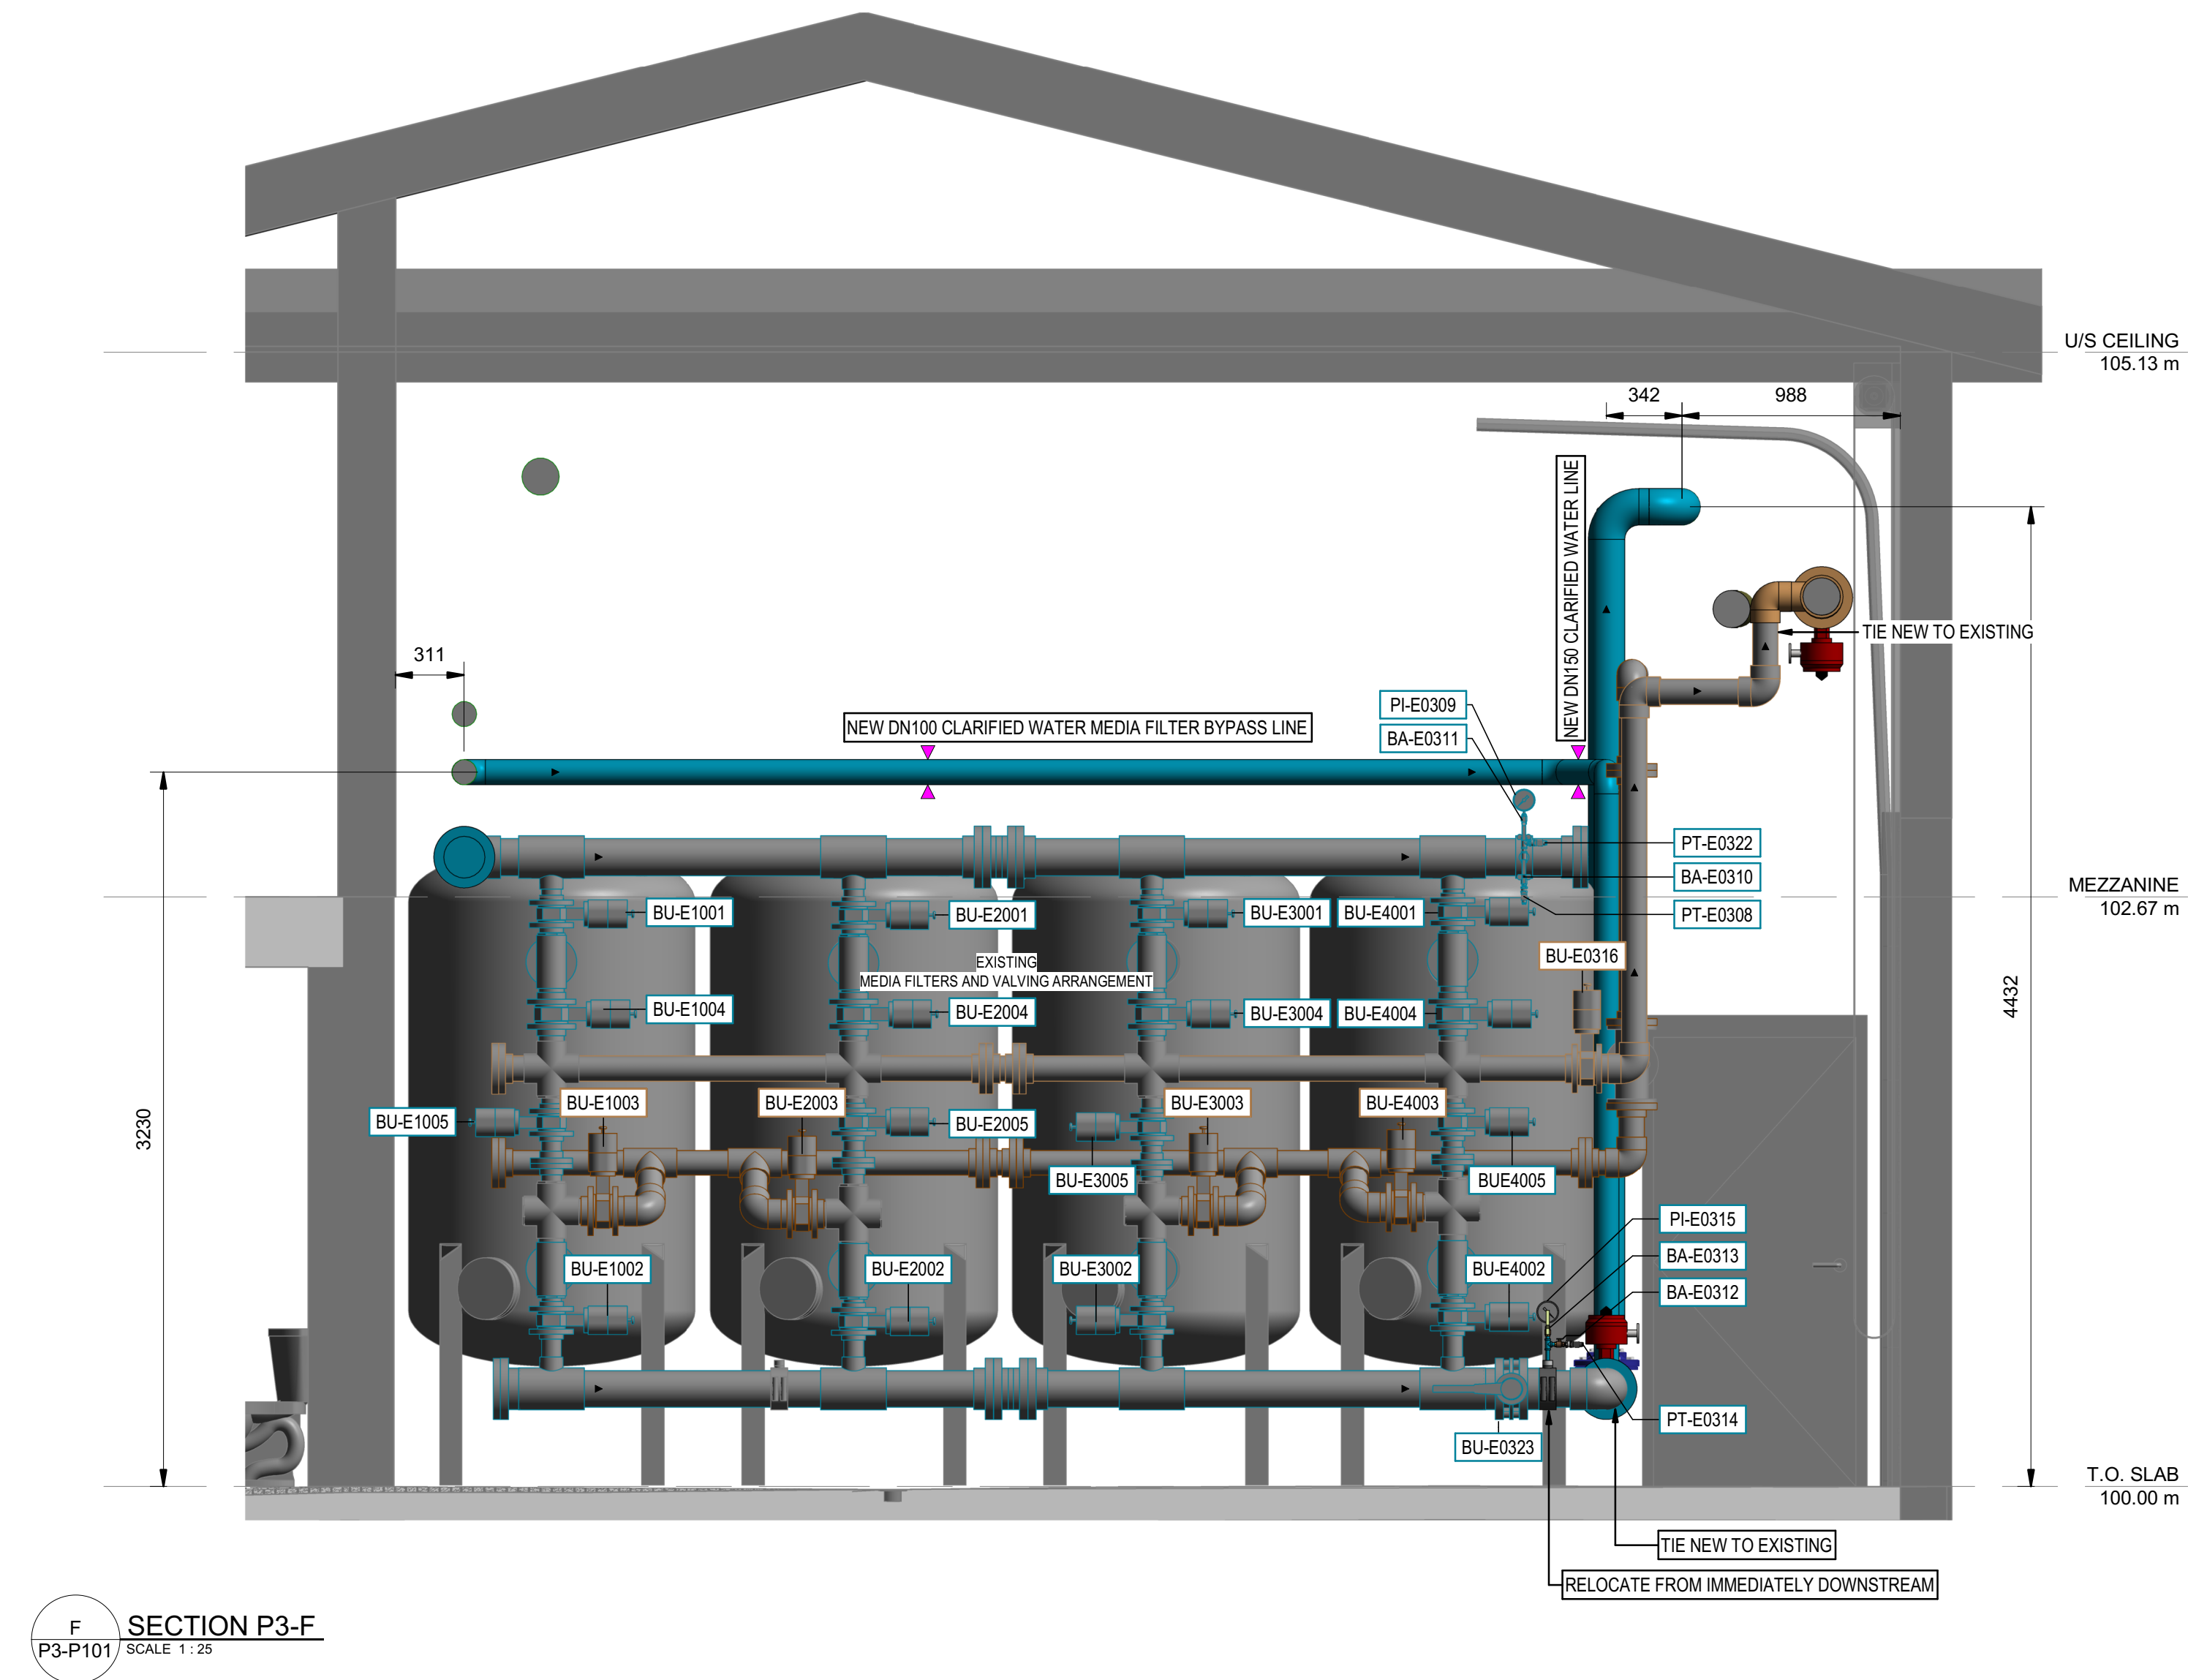 U/S CEILING
105.13 m
342
988
NEW DN150 CLARIFIED WATER LINE
TIE NEW TO EXISTING
311
PI-E0309
NEW DN100 CLARIFIED WATER MEDIA FILTER BYPASS LINE
BA-E0311
PT-E0322
BA-E0310
MEZZANINE
102.67 m
PT-E0308
BU-E1001
BU-E2001
BU-E3001
BU-E4001
BU-E0316
EXISTING
MEDIA FILTERS AND VALVING ARRANGEMENT
BU-E1004
BU-E2004
BU-E3004
BU-E4004
4432
3230
BU-E1003
BU-E2003
BU-E3003
BU-E4003
BU-E1005
BU-E2005
BU-E3005
BUE4005
PI-E0315
BA-E0313
BA-E0312
BU-E1002
BU-E2002
BU-E3002
BU-E4002
PT-E0314
BU-E0323
T.O. SLAB
100.00 m
TIE NEW TO EXISTING
RELOCATE FROM IMMEDIATELY DOWNSTREAM
F
P3-P101
SECTION P3-F
SCALE 1 : 25